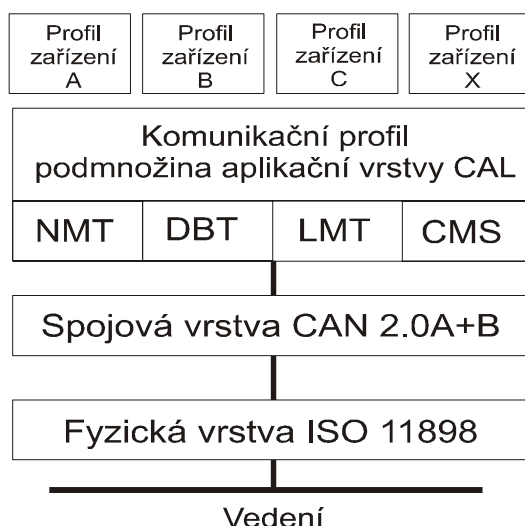 Profil
zařízení
A
Profil
zařízení
B
Profil
zařízení
C
Profil
zařízení
X
Komunikační profil
podmnožina aplikační vrstvy CAL
NMT
DBT
LMT
CMS
Spojová vrstva CAN 2.0A+B
Fyzická vrstva ISO 11898
Vedení